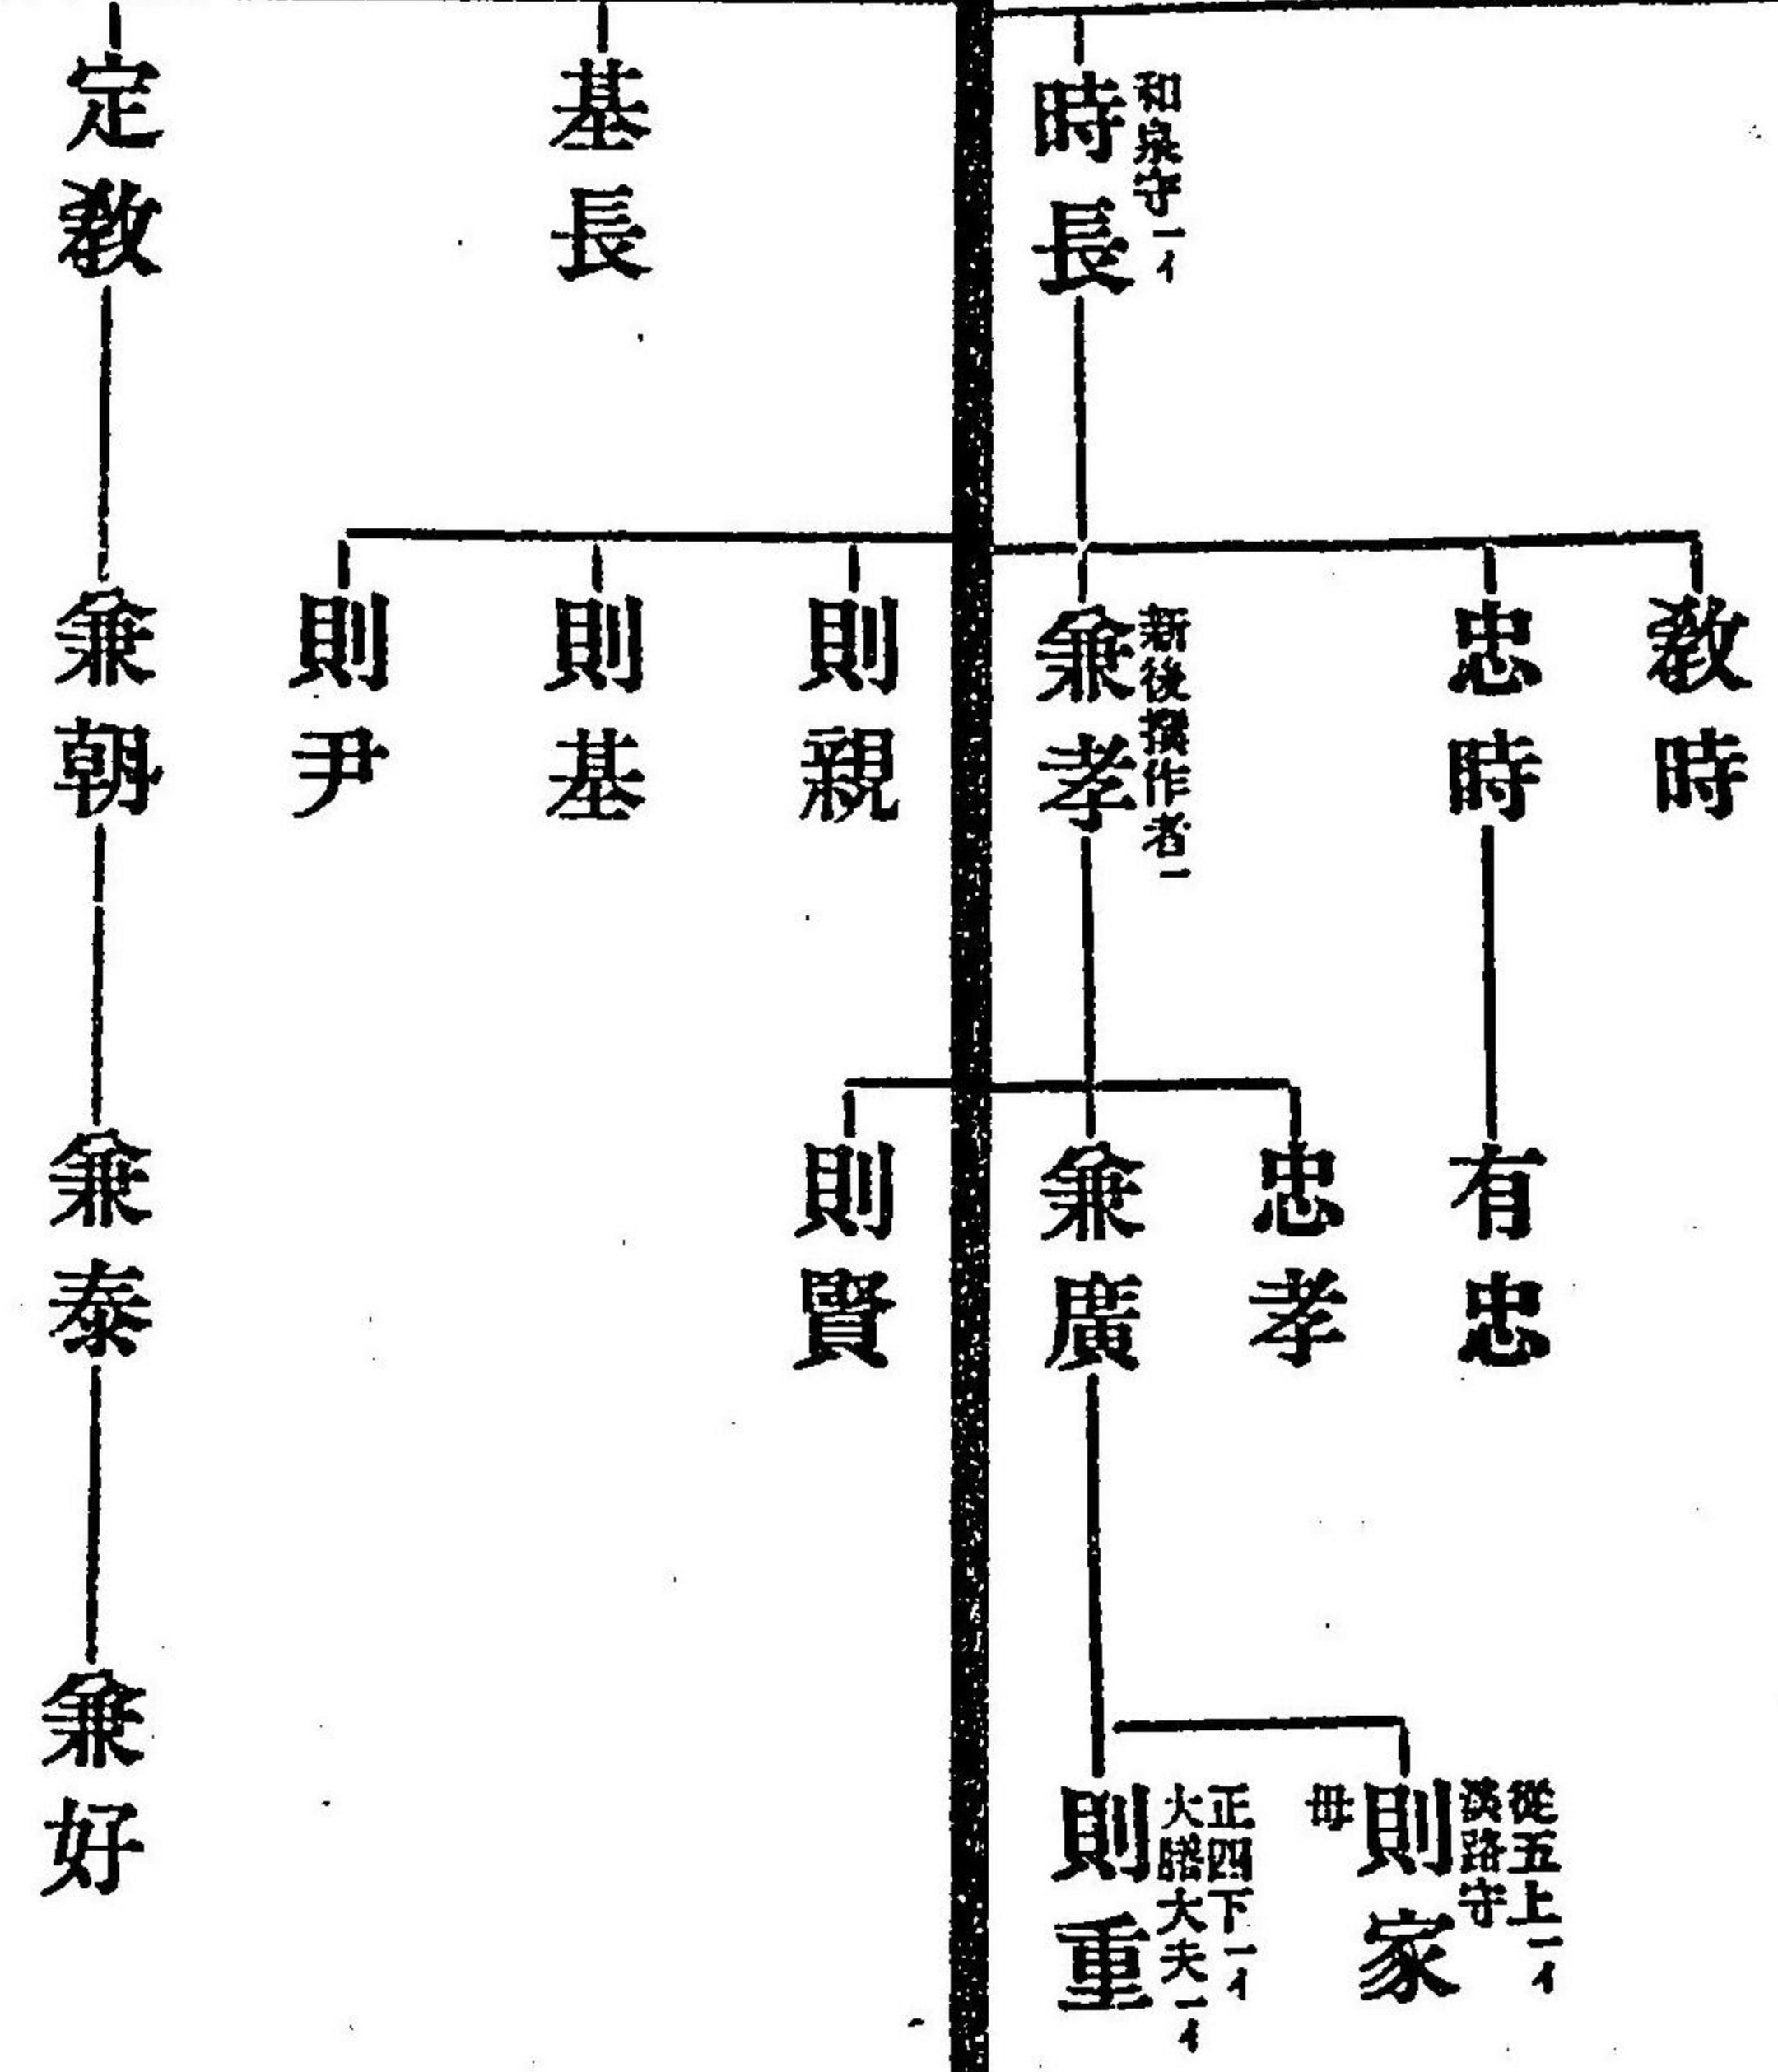 和泉守一イ
時長
教時
忠時
新後撰作者一
兼孝
有忠
忠孝
兼廣
從五上一イ
淡路守
則家
母
正四下一イ
大膳大夫一イ
則重
基長
定教
則親
則基
則尹
兼朝
則賢
兼泰
兼好